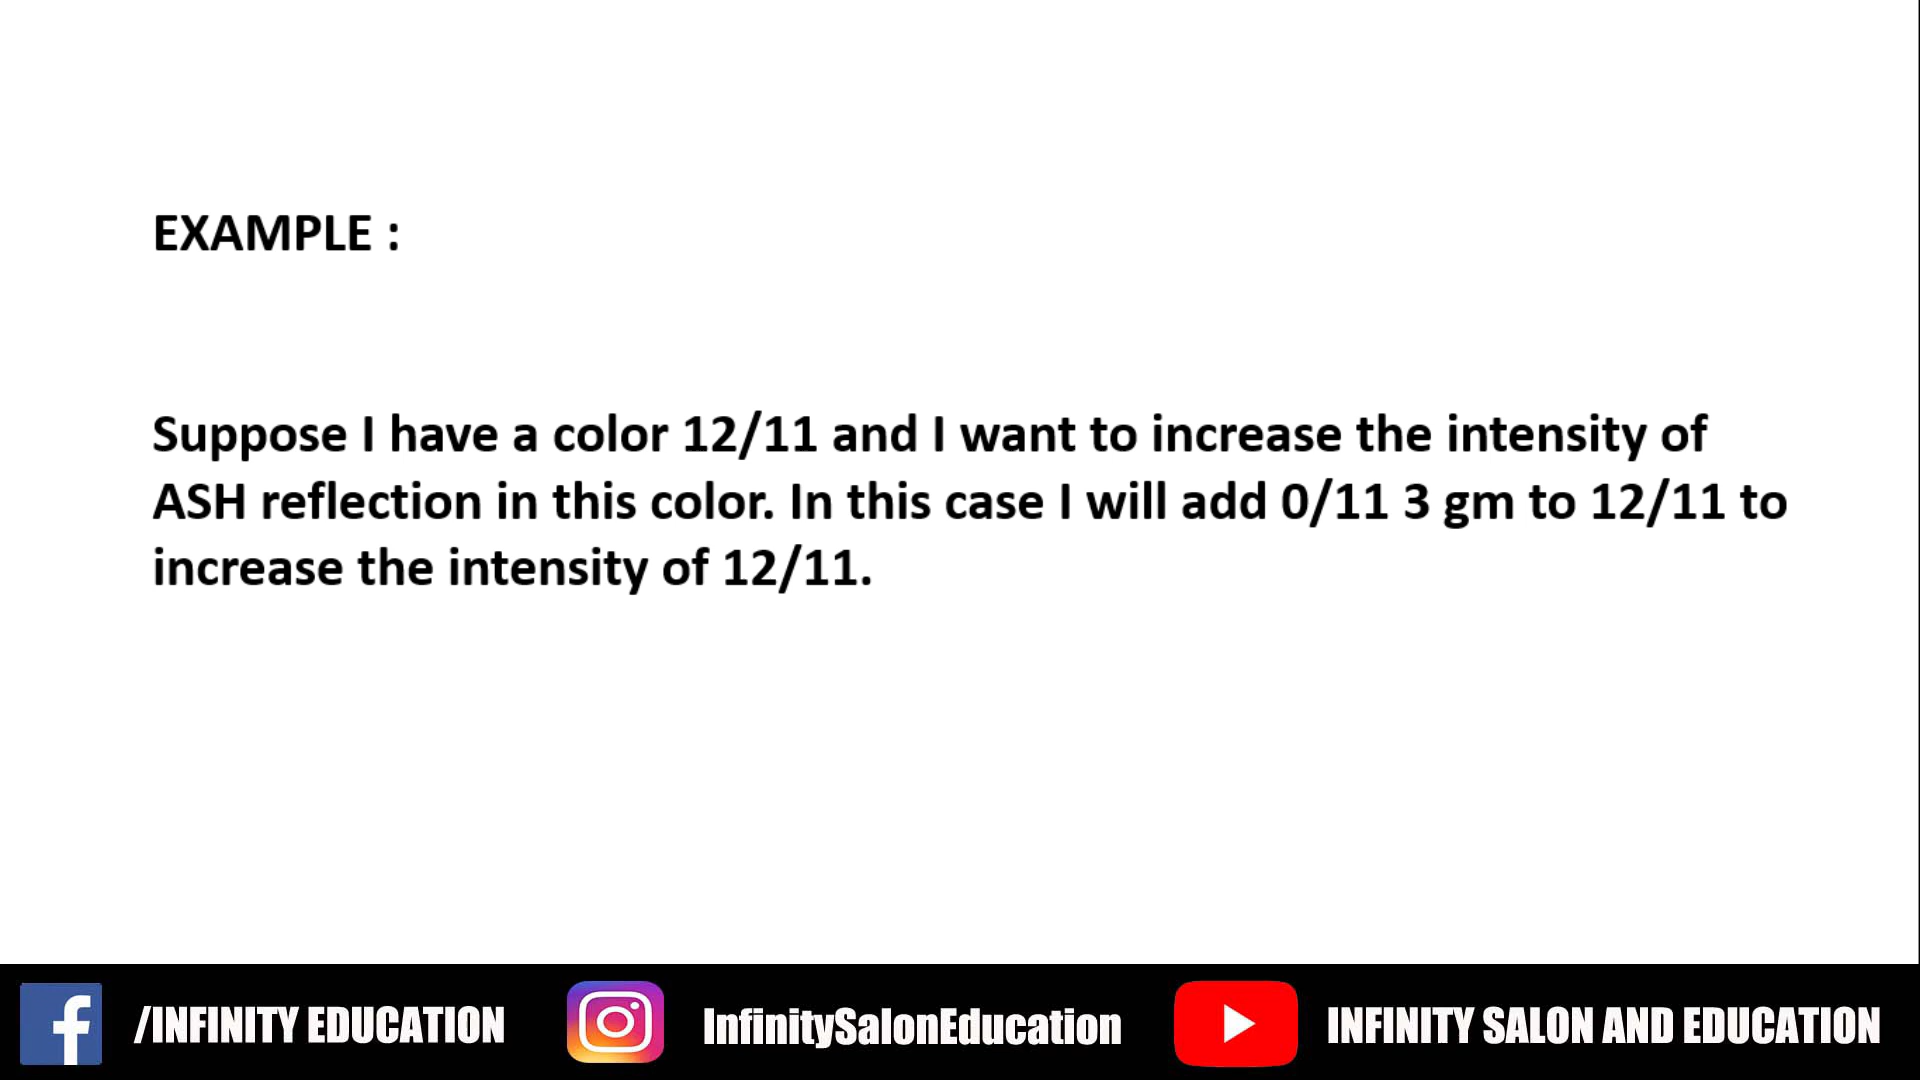 EXAMPLE :
Suppose I have a color 12/11 and I want to increase the intensity of
ASH reflection in this color. In this case I will add 0/11 3 gm to 12/11 to
increase the intensity of 12/11.
/INFINITY EDUCATION InfinitySalonEducation INFINITY SALON AND EDUCATION